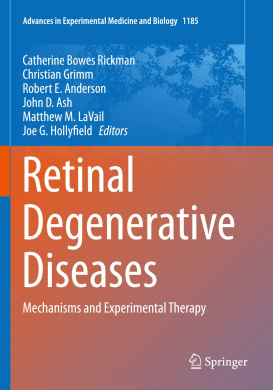 Advances in Experimental Medicine and Biology 1185
Catherine Bowes Rickman
Christian Grimm
Robert E. Anderson
John D. Ash
Matthew M. LaVail
Joe G. Hollyfield Editors
Retinal
Degenerative
Diseases
Mechanisms and Experimental Therapy
Springer